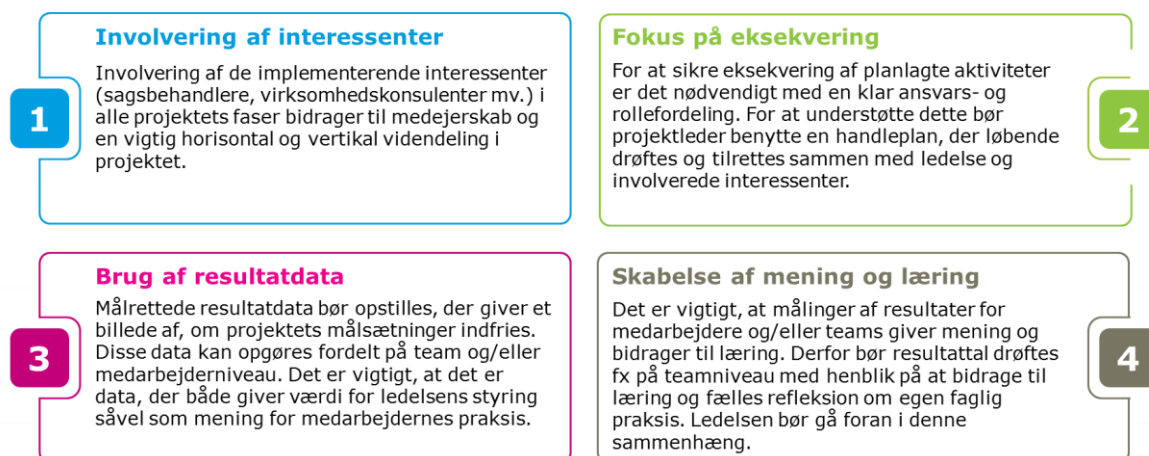 1
Involvering af interessenter
Involvering af de implementerende interessenter
(sagsbehandlere, virksomhedskonsulenter mv.) i
alle projektets faser bidrager til medejerskab og
en vigtig horisontal og vertikal videndeling i
projektet.
Fokus på eksekvering
For at sikre eksekvering af planlagte aktiviteter
er det nødvendigt med en klar ansvars- og
rollefordeling. For at understøtte dette bør
projektleder benytte en handleplan, der løbende
drøftes og tilrettes sammen med ledelse og
involverede interessenter.
2
3
Brug af resultatdata
Målrettede resultatdata bør opstilles, der giver et
billede af, om projektets målsætninger indfries.
Disse data kan opgøres fordelt på team og/eller
medarbejderniveau. Det er vigtigt, at det er
data, der både giver værdi for ledelsens styring
såvel som mening for medarbejdernes praksis.
Skabelse af mening og læring
Det er vigtigt, at målinger af resultater for
medarbejdere og/eller teams giver mening og
bidrager til læring. Derfor bør resultattal drøftes
fx på teamniveau med henblik på at bidrage til
læring og fælles refleksion om egen faglig
praksis. Ledelsen bør gå foran i denne
sammenhæng.
4